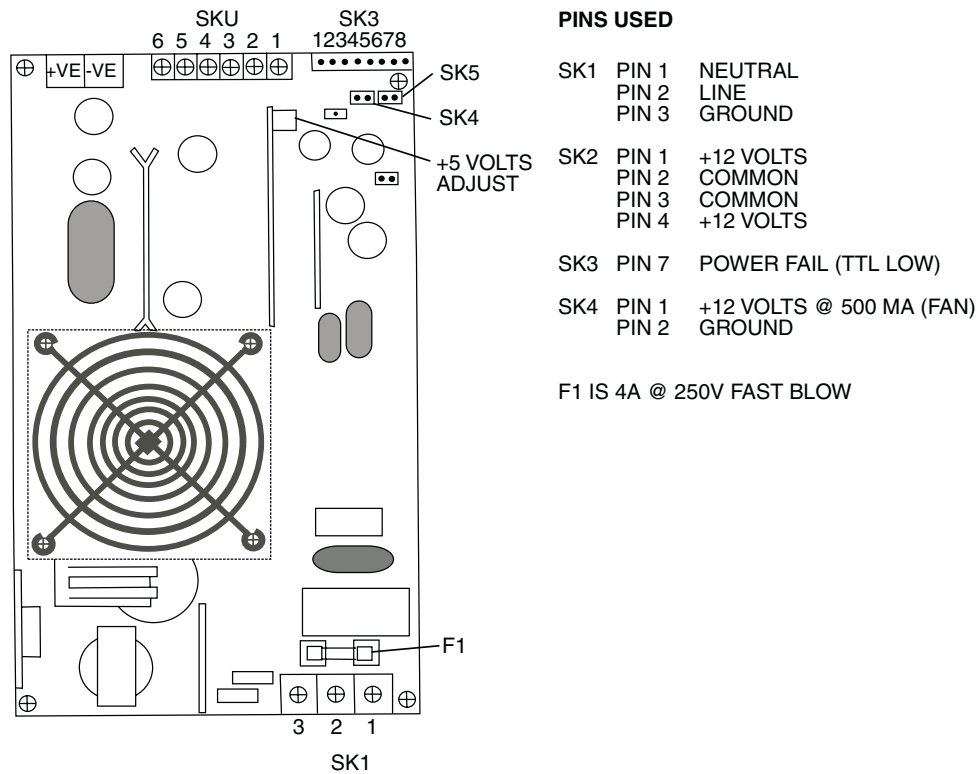 SKU
6 5 4 3 2 1
SK3
12345678
+VE -VE
SK5
SK4
+5 VOLTS
ADJUST
F1
3 2 1
SK1
PINS USED
SK1 PIN 1 NEUTRAL
PIN 2 LINE
PIN 3 GROUND
SK2 PIN 1 +12 VOLTS
PIN 2 COMMON
PIN 3 COMMON
PIN 4 +12 VOLTS
SK3 PIN 7 POWER FAIL (TTL LOW)
SK4 PIN 1 +12 VOLTS @ 500 MA (FAN)
PIN 2 GROUND
F1 IS 4A @ 250V FAST BLOW